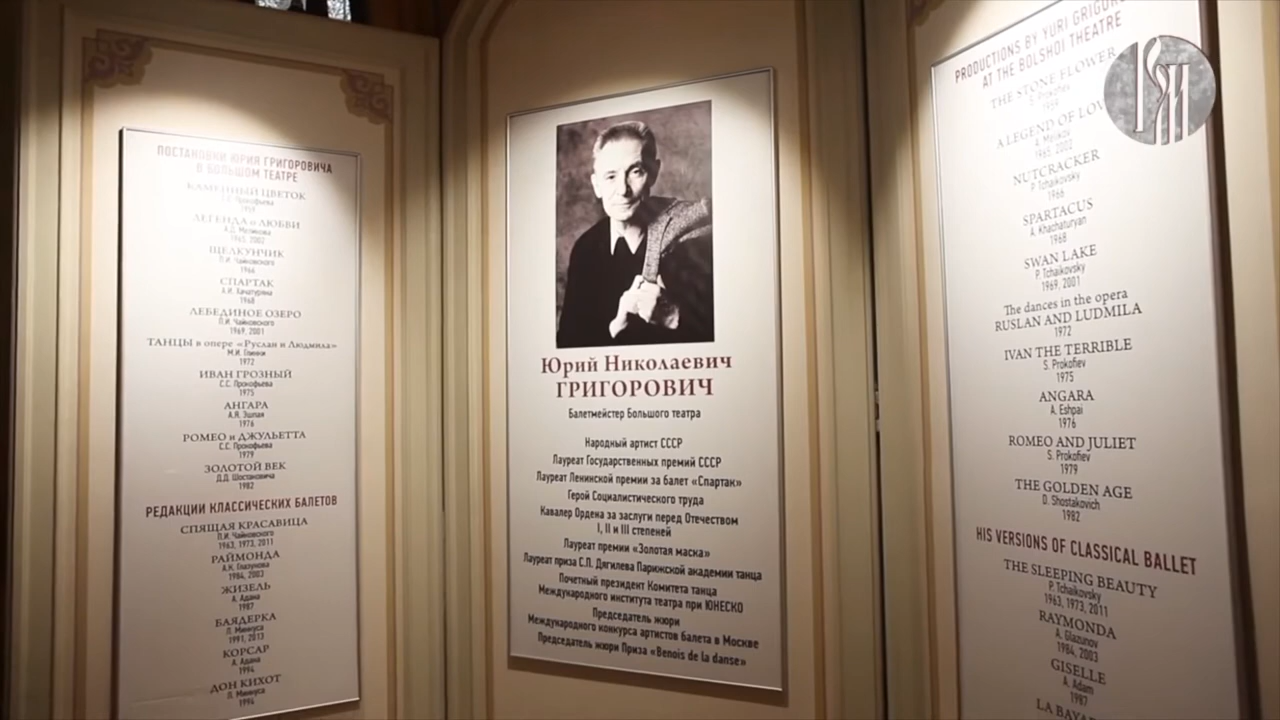 ПОСТАНОВКИ ЮРИЯ ГРИГОРОВИЧА
В БОЛЬШОМ ТЕАТРЕ
КАМЕННЫЙ ЦВЕТОК
С.С. Прокофьева
1959
ЛЕГЕНДА о ЛЮБВИ
А.Д. Меликова
1965, 2002
ЩЕЛКУНЧИК
П.И. Чайковского
1966
СПАРТАК
А.И. Хачатуряна
1968
ЛЕБЕДИНОЕ ОЗЕРО
П.И. Чайковского
1969, 2001
ТАНЦЫ в опере «Руслан и Людмила»
М.И. Глинки
1972
ИВАН ГРОЗНЫЙ
С.С. Прокофьева
1975
АНГАРА
А.Я. Эшпая
1976
РОМЕО и ДЖУЛЬЕТТА
С.С. Прокофьева
1979
ЗОЛОТОЙ ВЕК
Д.Д. Шостаковича
1982
РЕДАКЦИИ КЛАССИЧЕСКИХ БАЛЕТОВ
СПЯЩАЯ КРАСАВИЦА
П.И. Чайковского
1963, 1973, 2011
РАЙМОНДА
А.К. Глазунова
1984, 2003
ЖИЗЕЛЬ
А. Адана
1987
БАЯДЕРКА
Л. Минкуса
1991, 2013
КОРСАР
А. Адана
1994
ДОН КИХОТ
Л. Минкуса
1994
Юрий Николаевич
ГРИГОРОВИЧ
Балетмейстер Большого театра
Народный артист СССР
Лауреат Государственных премий СССР
Лауреат Ленинской премии за балет «Спартак»
Герой Социалистического труда
Кавалер Ордена за заслуги перед Отечеством
I, II и III степеней
Лауреат премии «Золотая маска»
Лауреат приза С.П. Дягилева Парижской академии танца
Почетный президент Комитета танца
Международного института театра при ЮНЕСКО
Председатель жюри
Международного конкурса артистов балета в Москве
Председатель жюри Приза «Benois de la danse»
PRODUCTIONS BY YURI
AT THE BOLSHOI THEATRE
THE STONE FLOWER
S. Prokofiev
1959
A LEGEND OF
A. Melikov
1965, 2002
NUTCRACKER
P. Tchaikovsky
1966
SPARTACUS
A. Khachaturyan
1968
SWAN LAKE
P. Tchaikovsky
1969, 2001
The dances in the opera
RUSLAN AND LUDMILA
1972
IVAN THE TERRIBLE
S. Prokofiev
1975
ANGARA
A. Eshpai
1976
ROMEO AND JULIET
S. Prokofiev
1979
THE GOLDEN AGE
D. Shostakovich
1982
HIS VERSIONS OF CLASSICAL BALLET
THE SLEEPING BEAUTY
P. Tchaikovsky
1963, 1973, 2011
RAYMONDA
A. Glazunov
1984, 2003
GISELLE
A. Adam
1987
LA